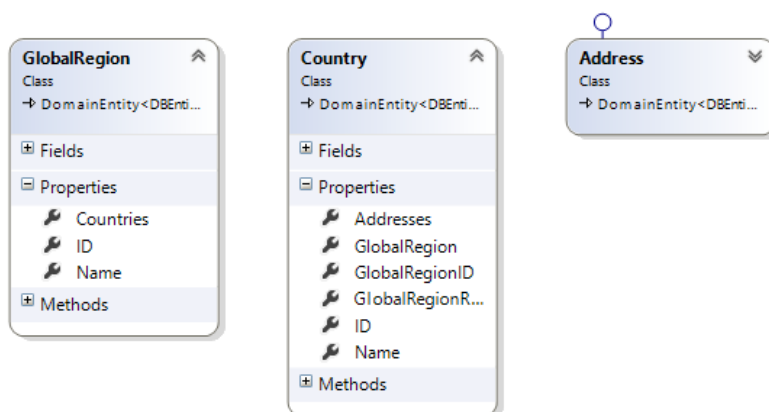 GlobalRegion
Class
DomainEntity<DBEnti...
Fields
Properties
Countries
ID
Name
Methods
Country
Class
DomainEntity<DBEnti...
Fields
Properties
Addresses
GlobalRegion
GlobalRegionID
GlobalRegionR...
ID
Name
Methods
Address
Class
DomainEntity<DBEnti...